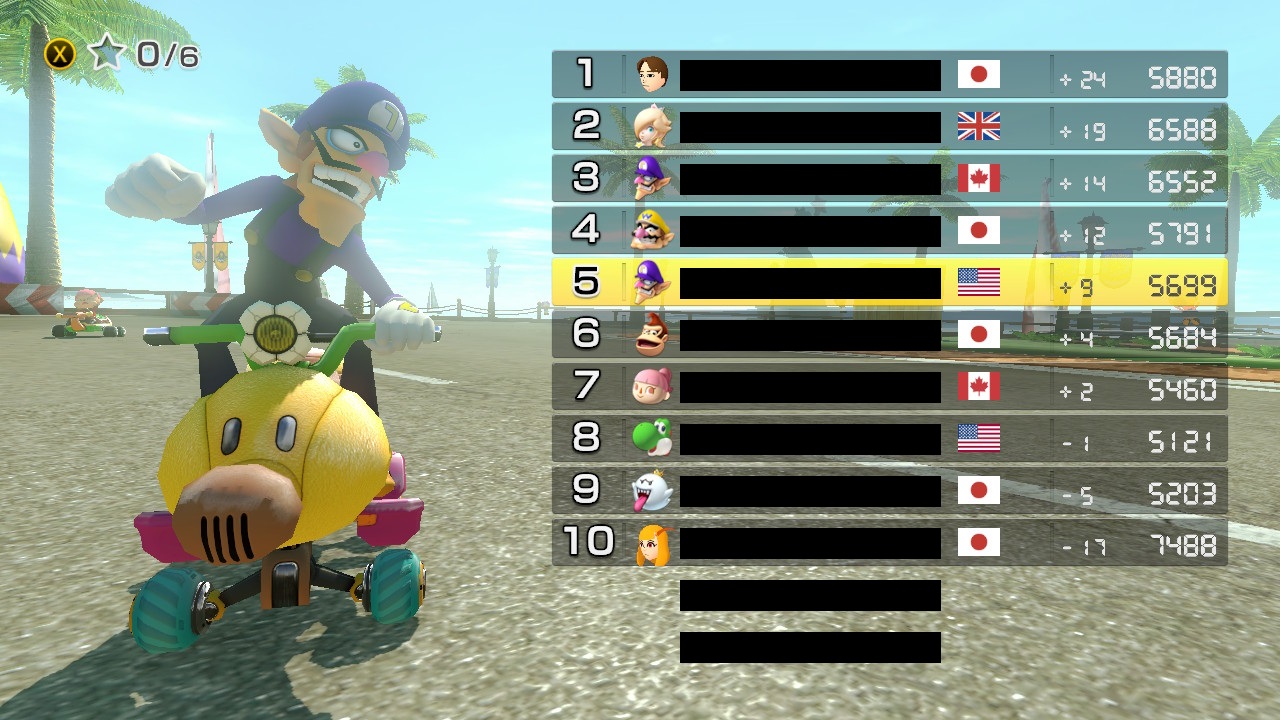 X 0/6
1 + 24 5880
2 + 19 6588
3 + 14 6552
4 + 12 5791
5 + 9 5699
6 + 4 5684
7 + 2 5460
8 - 1 5121
9 - 5 5203
10 - 17 7488